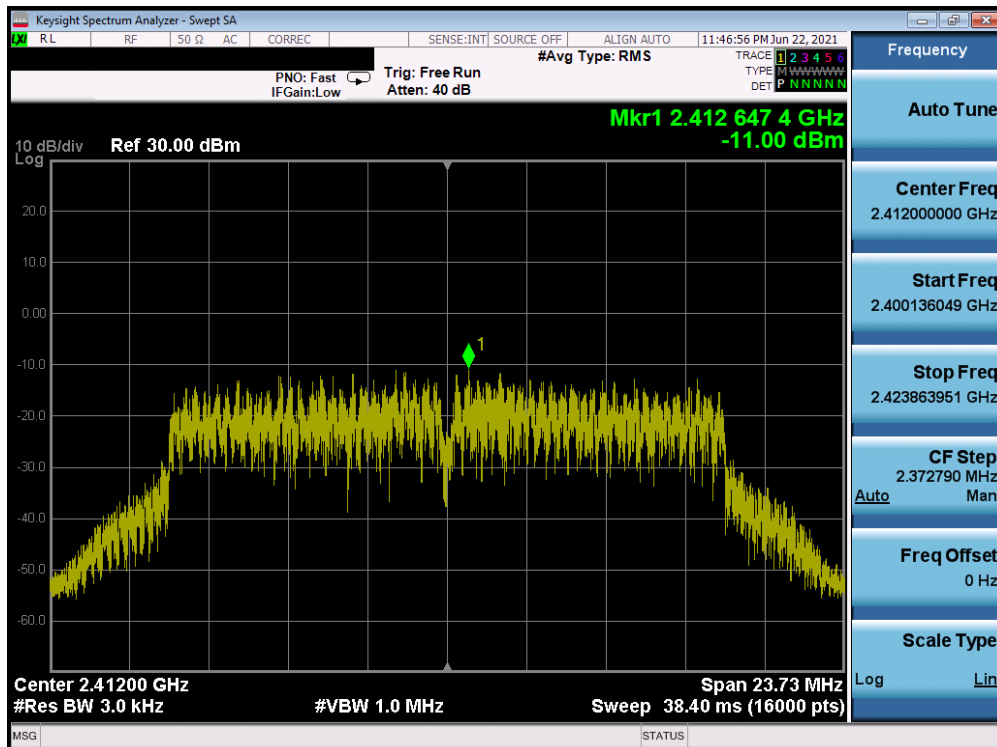 Keysight Spectrum Analyzer - Swept SA
LXI RL RF 50 Ω AC CORREC SENSE:INT SOURCE OFF ALIGN AUTO 11:46:56 PM Jun 22, 2021
#Avg Type: RMS
TRACE 1 2 3 4 5 6
PNO: Fast Trig: Free Run TYPE M WWWWW
IFGain:Low Atten: 40 dB DET P N N N N N
Mkr1 2.412 647 4 GHz
-11.00 dBm
10 dB/div Ref 30.00 dBm
Log
20.0
10.0
0.00
1
-10.0
-20.0
-30.0
-40.0
-50.0
-60.0
Center 2.41200 GHz Span 23.73 MHz
#Res BW 3.0 kHz #VBW 1.0 MHz Sweep 38.40 ms (16000 pts)
MSG STATUS
Frequency
Auto Tune
Center Freq
2.412000000 GHz
Start Freq
2.400136049 GHz
Stop Freq
2.423863951 GHz
CF Step
2.372790 MHz
Auto Man
Freq Offset
0 Hz
Scale Type
Log Lin